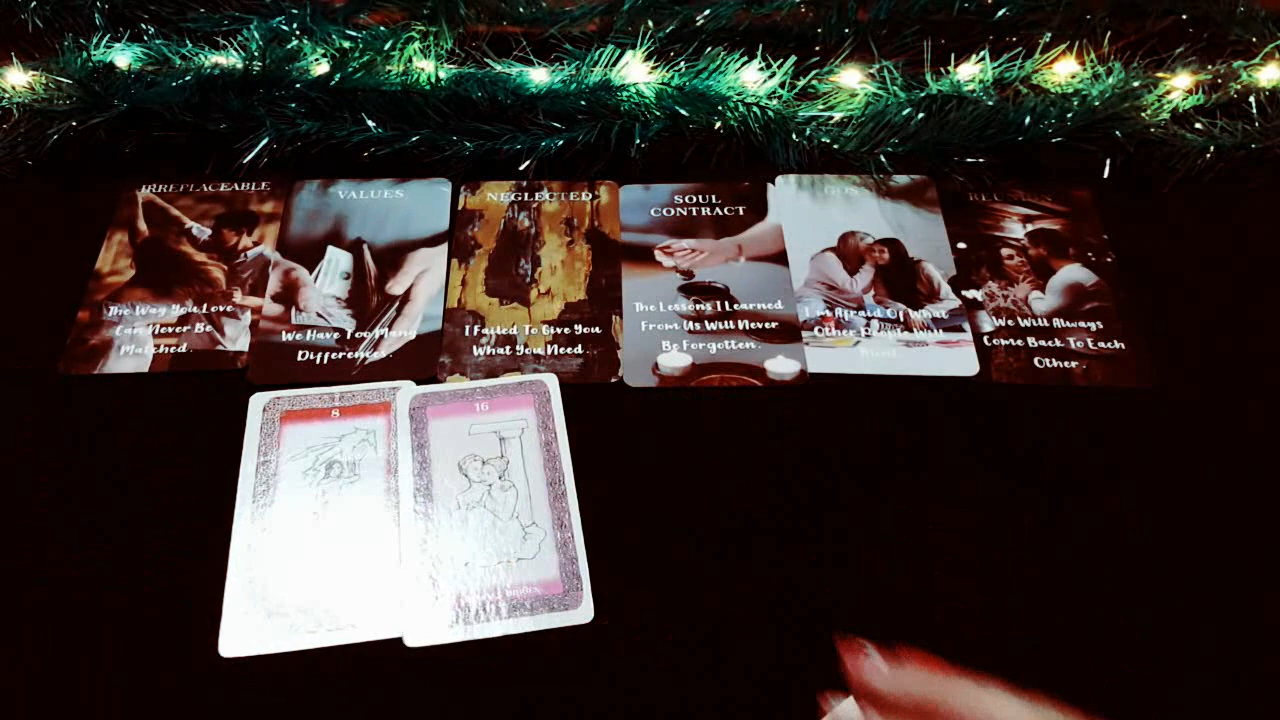 IRREPLACEABLE
The Way You Love
Can Never Be
Matched.
VALUES
We Have Too Many
Differences.
NEGLECTED
I Failed To Give You
What You Need.
SOUL
CONTRACT
The Lessons I Learned
From Us Will Never
Be Forgotten.
I'm Afraid Of What
Other People Will
We Will Always
Come Back To Each
Other.
8
16